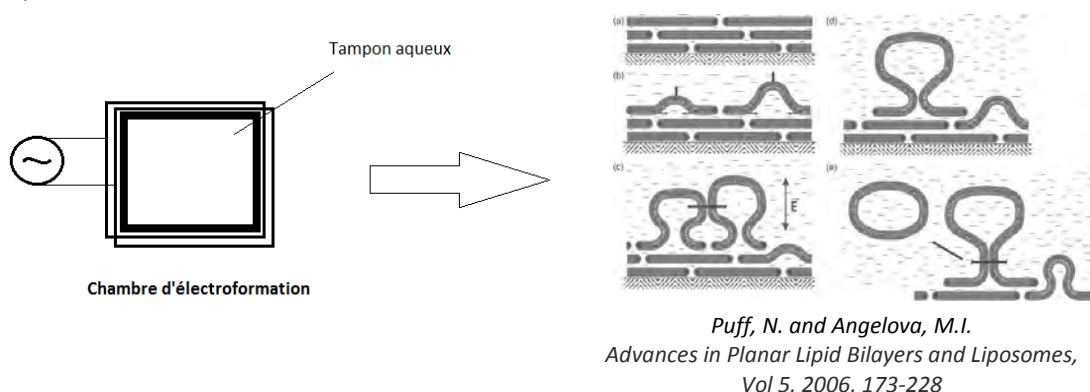 Tampon aqueux
Chambre d'électroformation
(a)
(b)
(c)
E
(d)
(e)
Puff, N. and Angelova, M.I.
Advances in Planar Lipid Bilayers and Liposomes,
Vol 5, 2006, 173-228